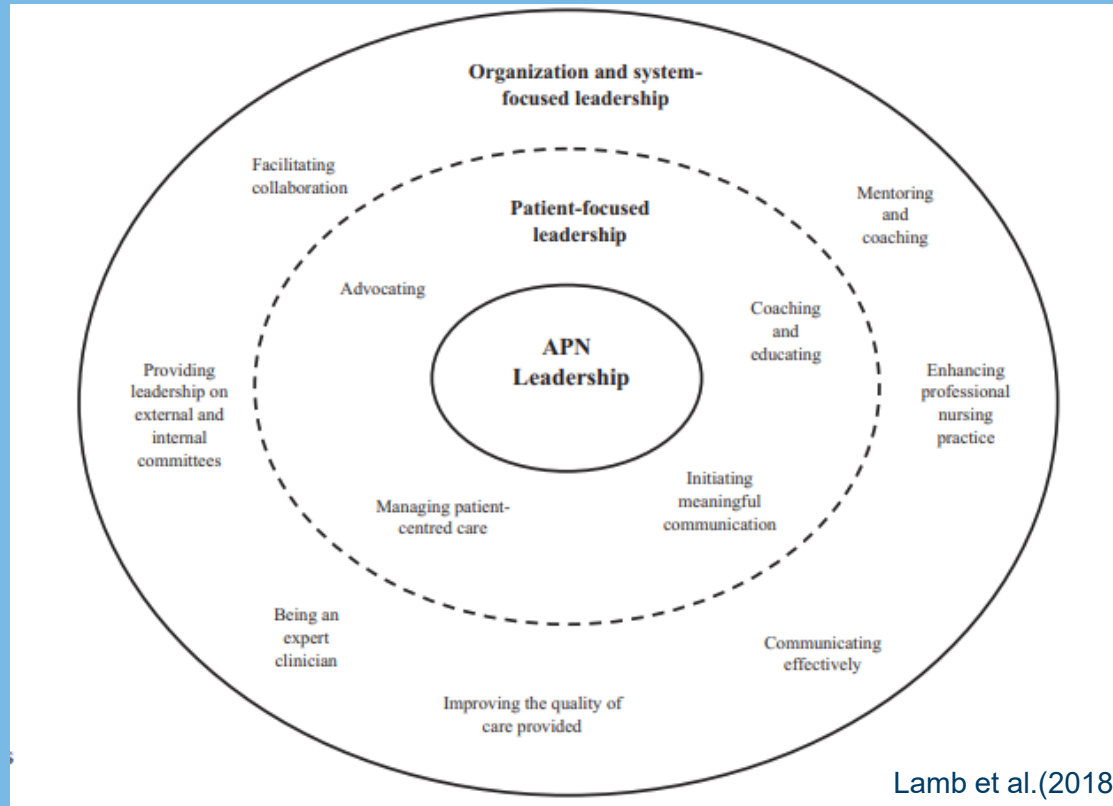 Organization and system-
focused leadership
Facilitating
collaboration
Mentoring
and
coaching
Patient-focused
leadership
Advocating
Coaching
and
educating
APN
Leadership
Providing
leadership on
external and
internal
committees
Enhancing
professional
nursing
practice
Managing patient-
centred care
Initiating
meaningful
communication
Being an
expert
clinician
Communicating
effectively
Improving the quality of
care provided
Lamb et al.(2018